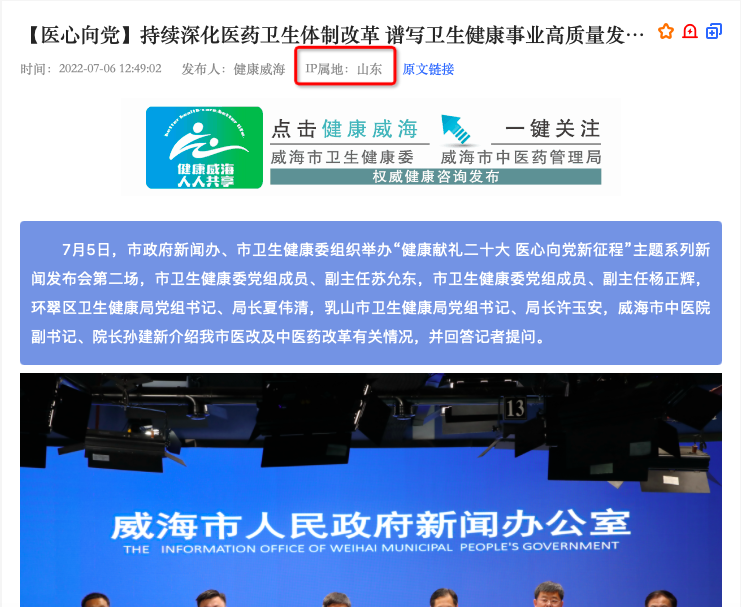 【医心向党】持续深化医药卫生体制改革 谱写卫生健康事业高质量发…
时间：2022-07-06 12:49:02 发布人：健康威海 IP属地：山东 原文链接
better health care better life
健康威海
人人共享
点击健康威海 一键关注
威海市卫生健康委 威海市中医药管理局
权威健康咨询发布
7月5日，市政府新闻办、市卫生健康委组织举办“健康献礼二十大 医心向党新征程”主题系列新
闻发布会第二场，市卫生健康委党组成员、副主任苏允东，市卫生健康委党组成员、副主任杨正辉，
环翠区卫生健康局党组书记、局长夏伟清，乳山市卫生健康局党组书记、局长许玉安，威海市中医院
副书记、院长孙建新介绍我市医改及中医药改革有关情况，并回答记者提问。
13
威海市人民政府新闻办公室
THE INFORMATION OFFICE OF WEIHAI MUNICIPAL PEOPLE'S GOVERNMENT